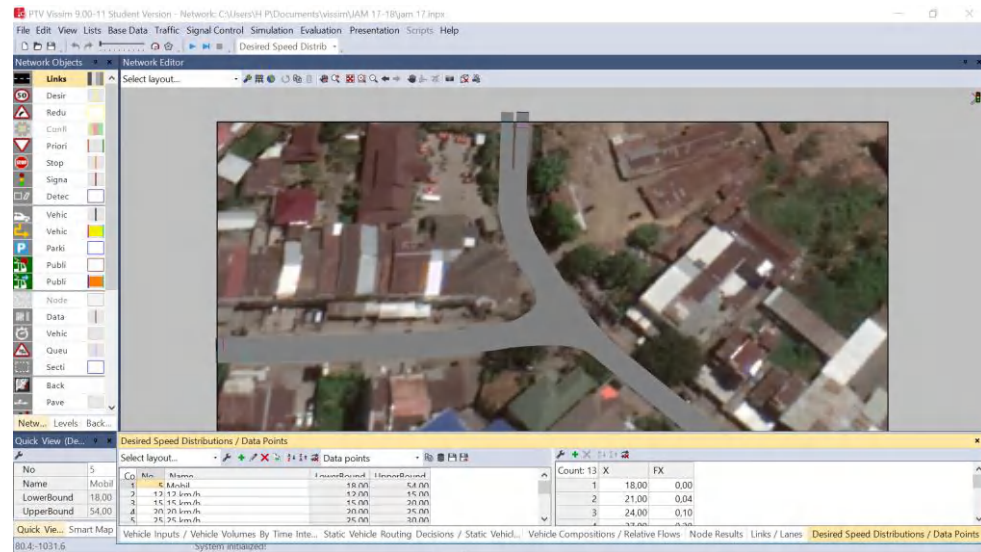 PTV Vissim 9.00-11 Student Version - Network: C:\Users\H P\Documents\vissim\JAM 17-18\jam 17.inpx
File Edit View Lists Base Data Traffic Signal Control Simulation Evaluation Presentation Scripts Help
Desired Speed Distrib
Network Objects
Network Editor
Links
Select layout...
Desir
Redu
Confl
Priori
STOP Stop
Signa
Detec
Vehic
Vehic
P Parki
Publi
Publi
Node
Data
Vehic
Queu
Secti
Back
Pave
Netw... Levels Back...
Quick View (De...
Desired Speed Distributions / Data Points
Select layout... Data points
No 5
Name Mobil
LowerBound 18,00
UpperBound 54,00
Co No Name LowerBound UpperBound
1 5 Mobil 18,00 54,00
2 12 12 km/h 12,00 15,00
3 15 15 km/h 15,00 20,00
4 20 20 km/h 20,00 25,00
5 25 25 km/h 25,00 30,00
Count: 13 X FX
1 18,00 0,00
2 21,00 0,04
3 24,00 0,10
Quick Vie... Smart Map
Vehicle Inputs / Vehicle Volumes By Time Inte... Static Vehicle Routing Decisions / Static Vehicl... Vehicle Compositions / Relative Flows Node Results Links / Lanes Desired Speed Distributions / Data Points
80.4:-1031.6 System initialized!